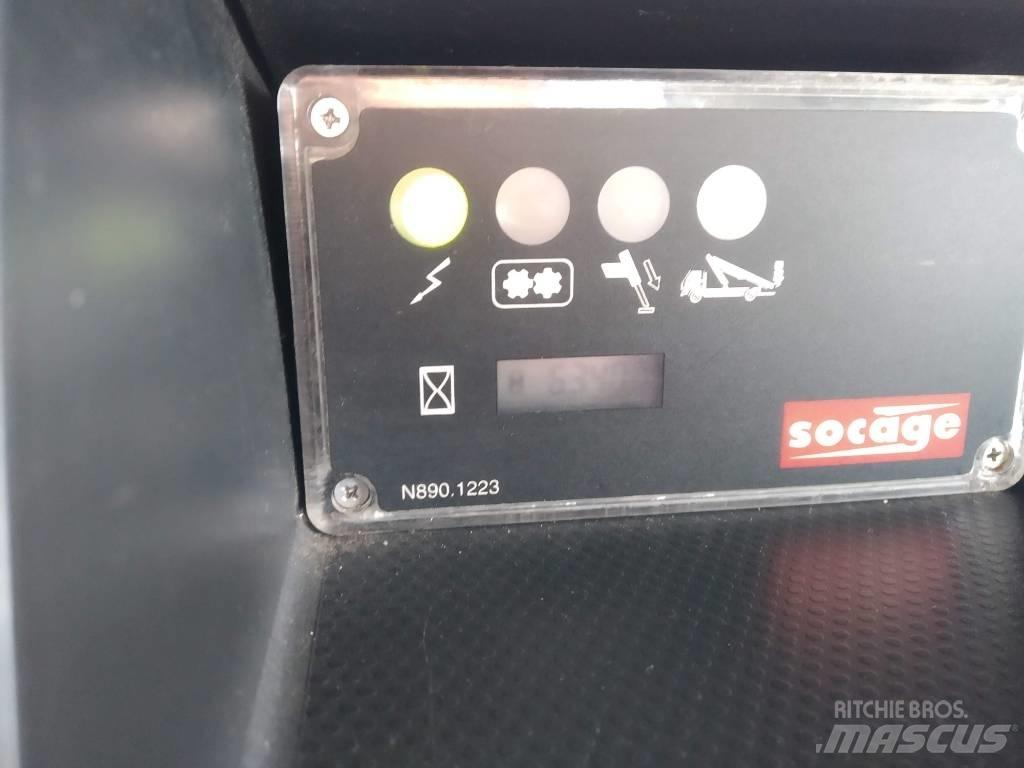 socage
N890.1223
RITCHIE BROS.
MASCUS